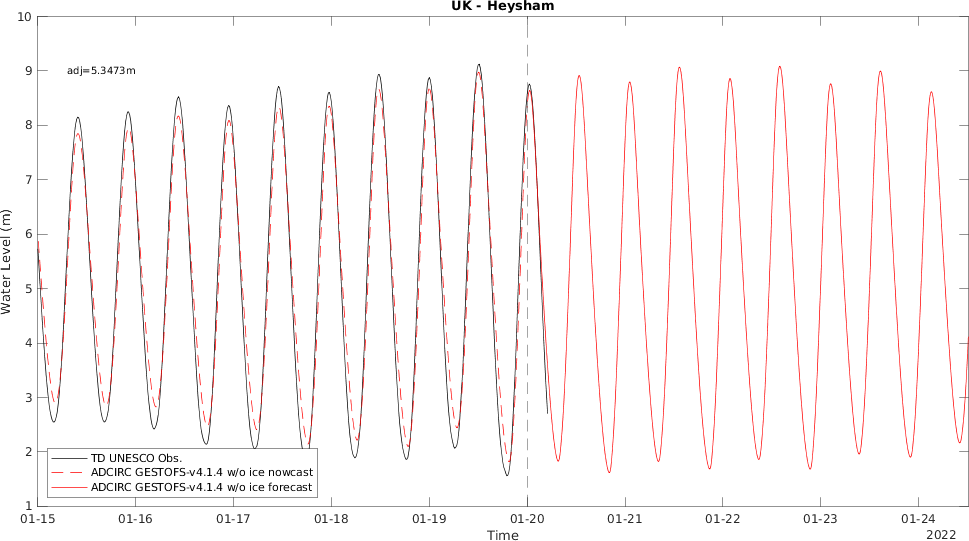 UK - Heysham
10
9
8
7
6
5
4
3
2
1
Water Level (m)
adj=5.3473m
TD UNESCO Obs.
ADCIRC GESTOFS-v4.1.4 w/o ice nowcast
ADCIRC GESTOFS-v4.1.4 w/o ice forecast
01-15 01-16 01-17 01-18 01-19 01-20 01-21 01-22 01-23 01-24
Time
2022